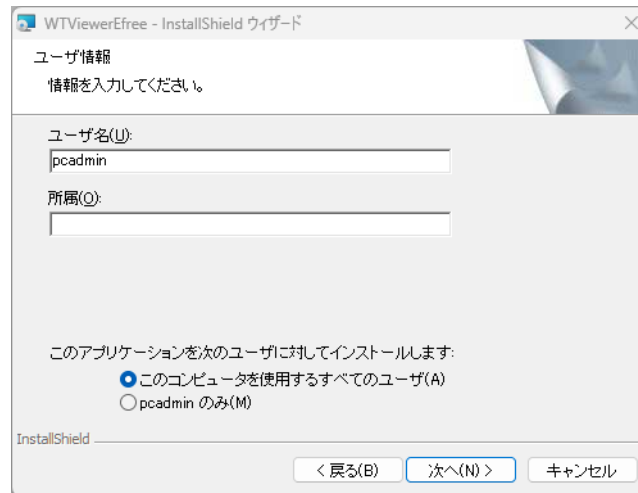 WTViewerEfree - InstallShield ウィザード
ユーザ情報
情報を入力してください。
ユーザ名(U):
pcadmin
所属(O):
このアプリケーションを次のユーザに対してインストールします:
このコンピュータを使用するすべてのユーザ(A)
pcadmin のみ(M)
InstallShield
< 戻る(B) 次へ(N) > キャンセル